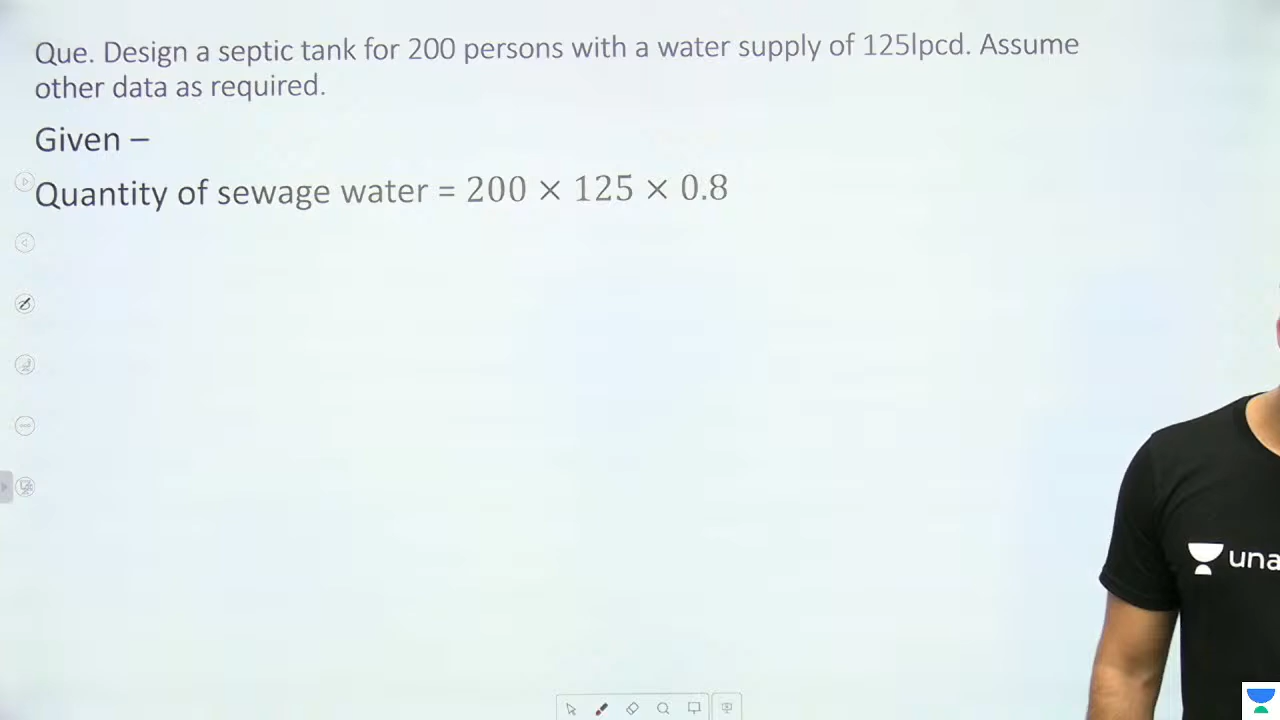 Que. Design a septic tank for 200 persons with a water supply of 125lpcd. Assume
other data as required.
Given –
Quantity of sewage water = 200 × 125 × 0.8
una